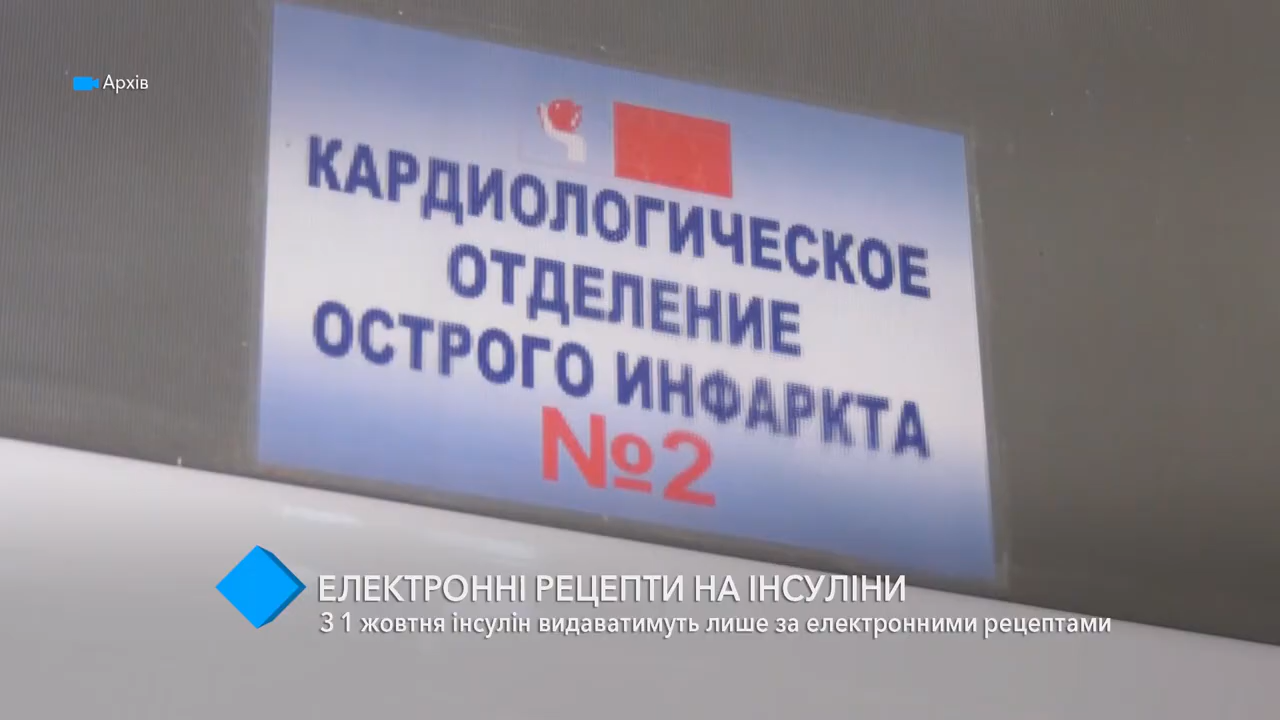 Архів
КАРДИОЛОГИЧЕСКОЕ
ОТДЕЛЕНИЕ
ОСТРОГО ИНФАРКТА
№2
ЕЛЕКТРОННІ РЕЦЕПТИ НА ІНСУЛІНИ
З 1 жовтня інсулін видаватимуть лише за електронними рецептами